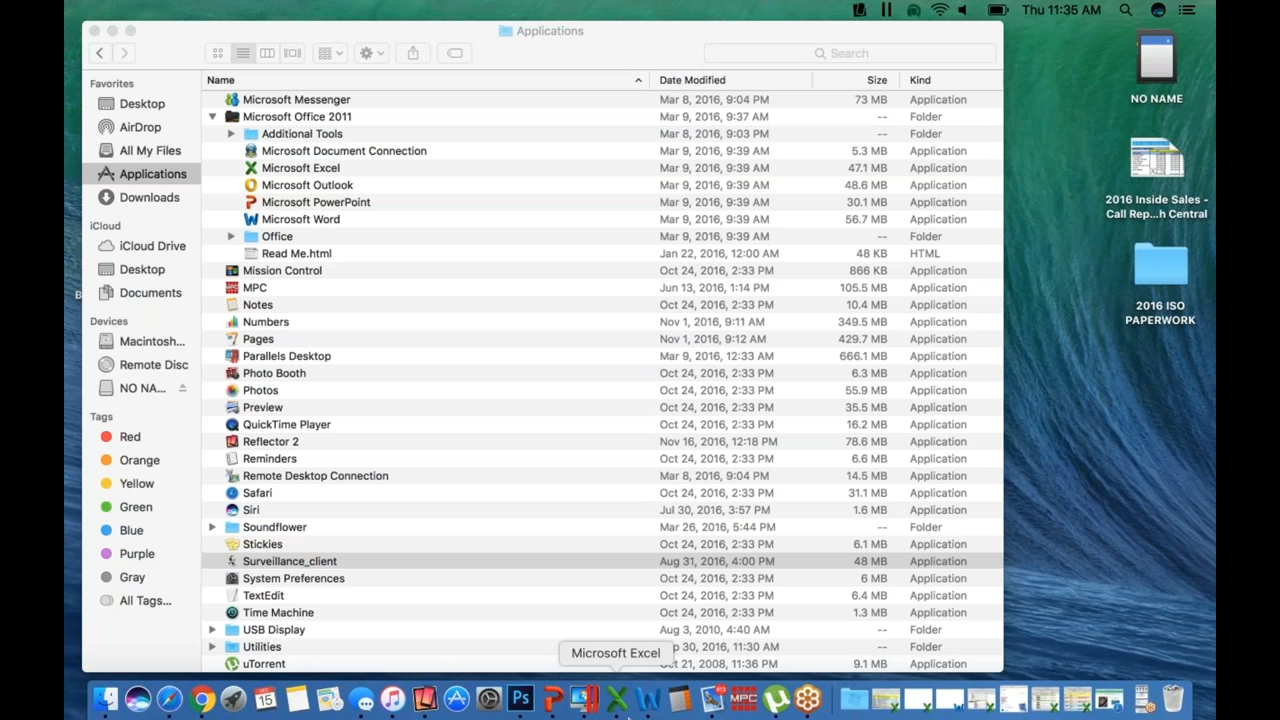 Thu 11:35 AM
Applications
Search
Favorites
Desktop
AirDrop
All My Files
Applications
Downloads
iCloud
iCloud Drive
Desktop
Documents
Devices
Macintosh...
Remote Disc
NO NA...
Tags
Red
Orange
Yellow
Green
Blue
Purple
Gray
All Tags...
Name Date Modified Size Kind
Microsoft Messenger Mar 8, 2016, 9:04 PM 73 MB Application
Microsoft Office 2011 Mar 9, 2016, 9:37 AM -- Folder
Additional Tools Mar 8, 2016, 9:03 PM -- Folder
Microsoft Document Connection Mar 9, 2016, 9:39 AM 5.3 MB Application
Microsoft Excel Mar 9, 2016, 9:39 AM 47.1 MB Application
Microsoft Outlook Mar 9, 2016, 9:39 AM 48.6 MB Application
Microsoft PowerPoint Mar 9, 2016, 9:39 AM 30.1 MB Application
Microsoft Word Mar 9, 2016, 9:39 AM 56.7 MB Application
Office Mar 9, 2016, 9:39 AM -- Folder
Read Me.html Jan 22, 2016, 12:00 AM 48 KB HTML
Mission Control Oct 24, 2016, 2:33 PM 866 KB Application
MPC Jun 13, 2016, 1:14 PM 105.5 MB Application
Notes Oct 24, 2016, 2:33 PM 10.4 MB Application
Numbers Nov 1, 2016, 9:11 AM 349.5 MB Application
Pages Nov 1, 2016, 9:12 AM 429.7 MB Application
Parallels Desktop Mar 9, 2016, 12:33 AM 666.1 MB Application
Photo Booth Oct 24, 2016, 2:33 PM 6.3 MB Application
Photos Oct 24, 2016, 2:33 PM 55.9 MB Application
Preview Oct 24, 2016, 2:33 PM 35.5 MB Application
QuickTime Player Oct 24, 2016, 2:33 PM 16.2 MB Application
Reflector 2 Nov 16, 2016, 12:18 PM 78.6 MB Application
Reminders Oct 24, 2016, 2:33 PM 6.6 MB Application
Remote Desktop Connection Mar 8, 2016, 9:04 PM 14.5 MB Application
Safari Oct 24, 2016, 2:33 PM 31.1 MB Application
Siri Jul 30, 2016, 3:57 PM 1.6 MB Application
Soundflower Mar 26, 2016, 5:44 PM -- Folder
Stickies Oct 24, 2016, 2:33 PM 6.1 MB Application
Surveillance_client Aug 31, 2016, 4:00 PM 48 MB Application
System Preferences Oct 24, 2016, 2:33 PM 6 MB Application
TextEdit Oct 24, 2016, 2:33 PM 6.4 MB Application
Time Machine Oct 24, 2016, 2:33 PM 1.3 MB Application
USB Display Aug 3, 2010, 4:40 AM -- Folder
Utilities p 30, 2016, 11:30 AM -- Folder
uTorrent ct 21, 2008, 11:36 PM 9.1 MB Application
Microsoft Excel
NO NAME
2016 Inside Sales -
Call Rep...h Central
2016 ISO
PAPERWORK
15
Ps
MPC